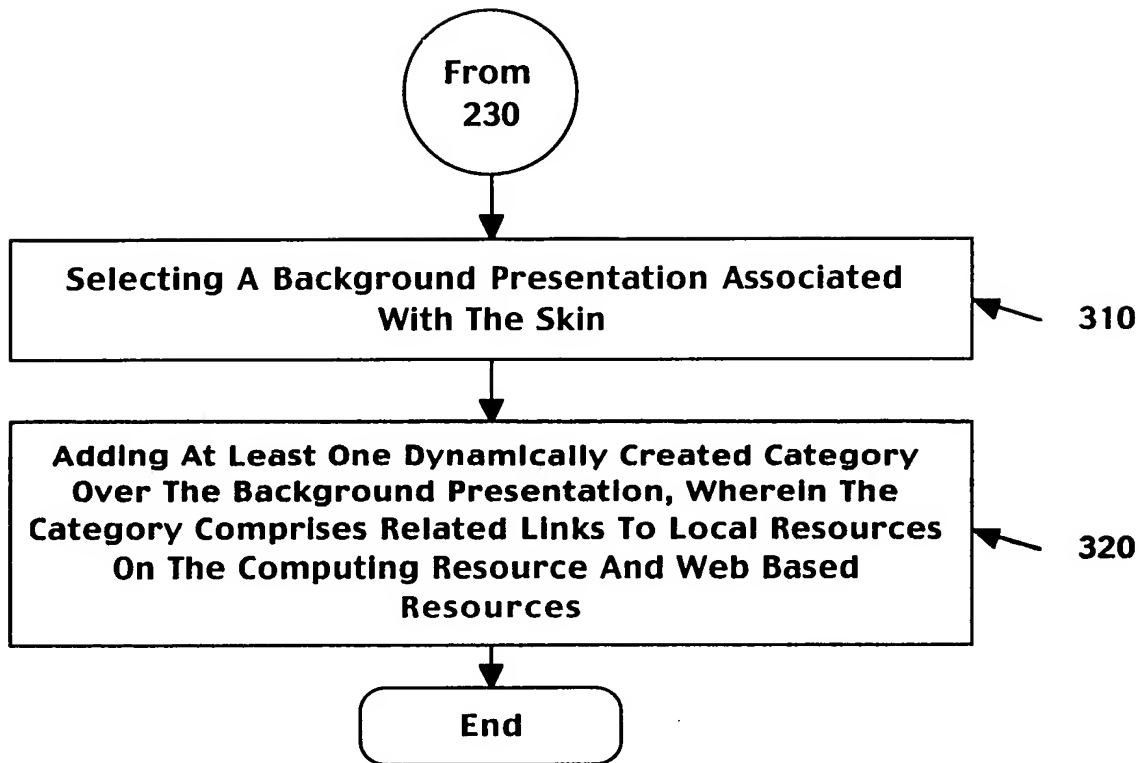 From
230
Selecting A Background Presentation Associated
With The Skin
310
Adding At Least One Dynamically Created Category
Over The Background Presentation, Wherein The
Category Comprises Related Links To Local Resources
On The Computing Resource And Web Based
Resources
320
End